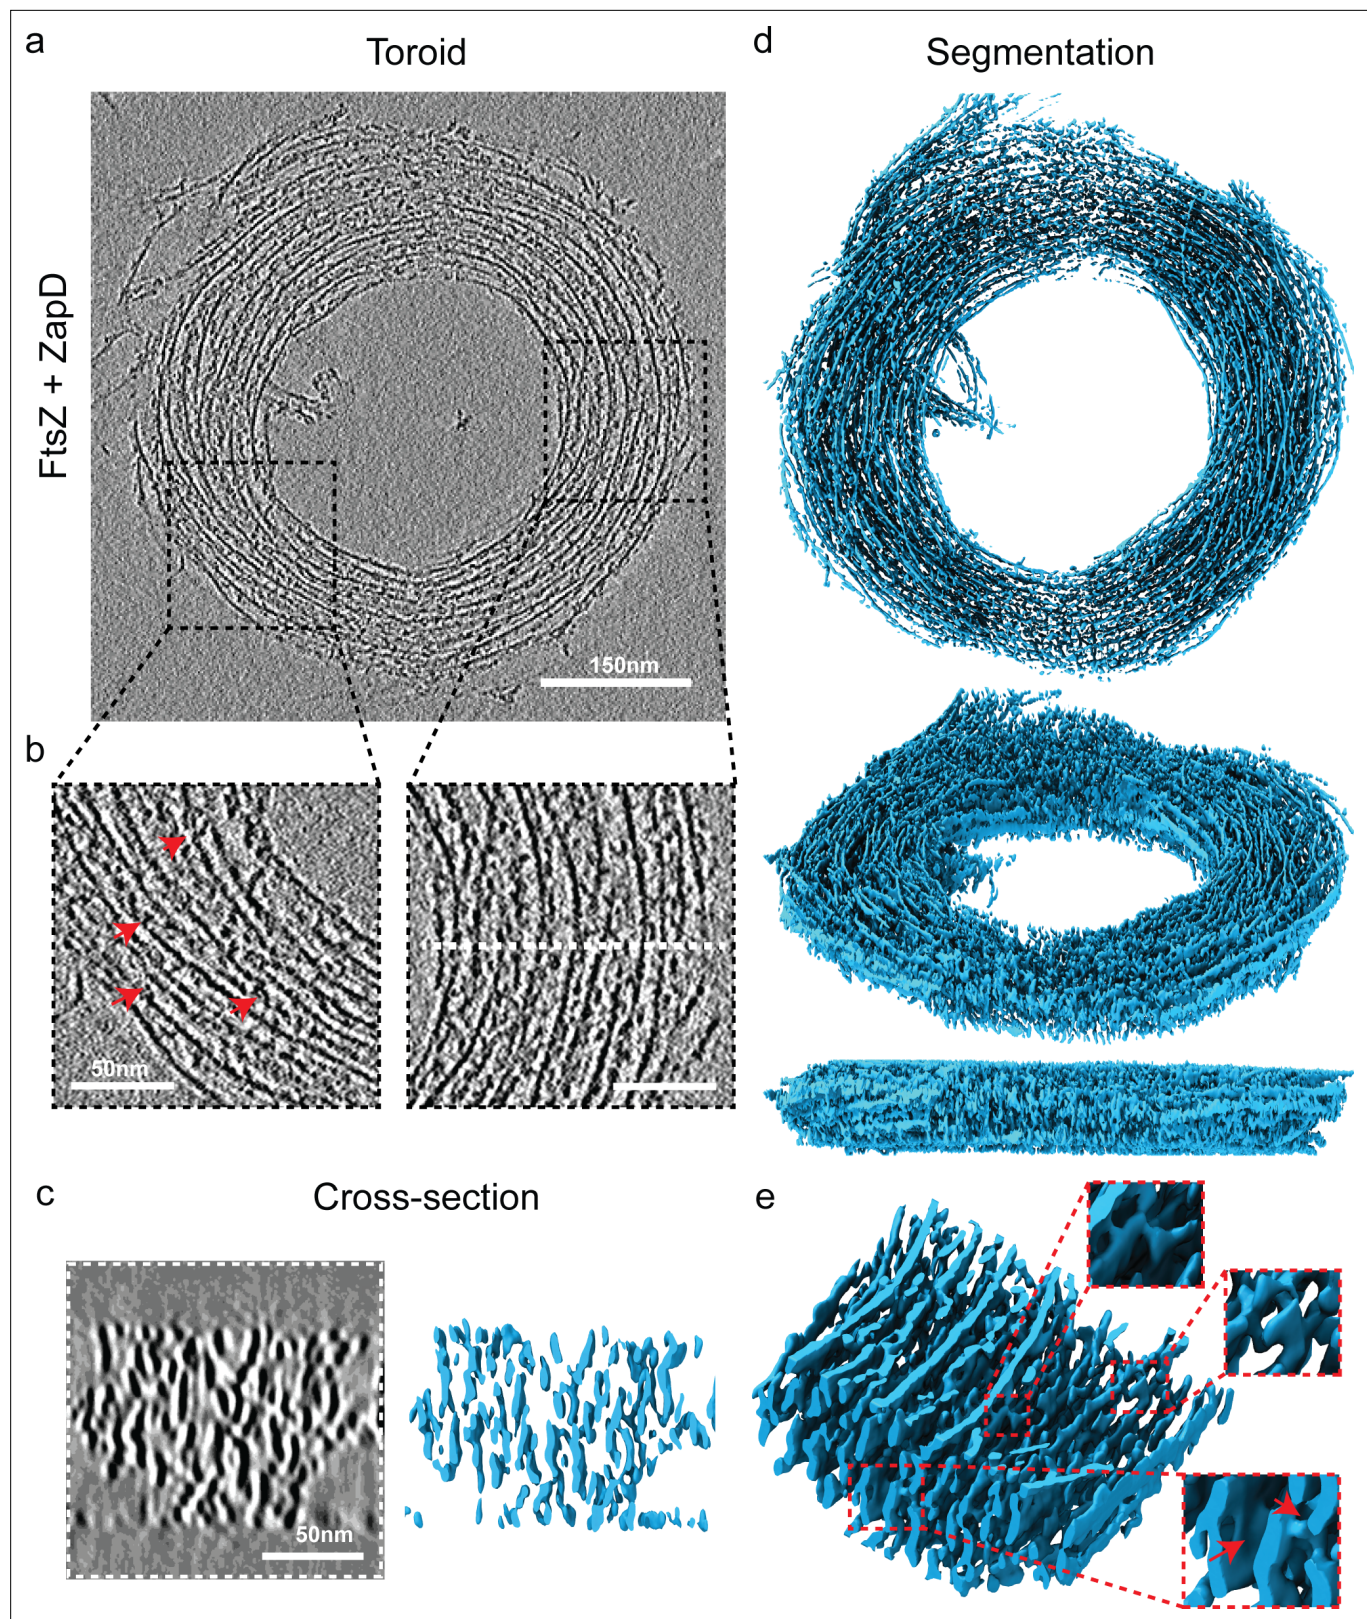 a
Toroid
d
Segmentation
FtsZ + ZapD
150nm
b
50nm
c
Cross-section
e
50nm